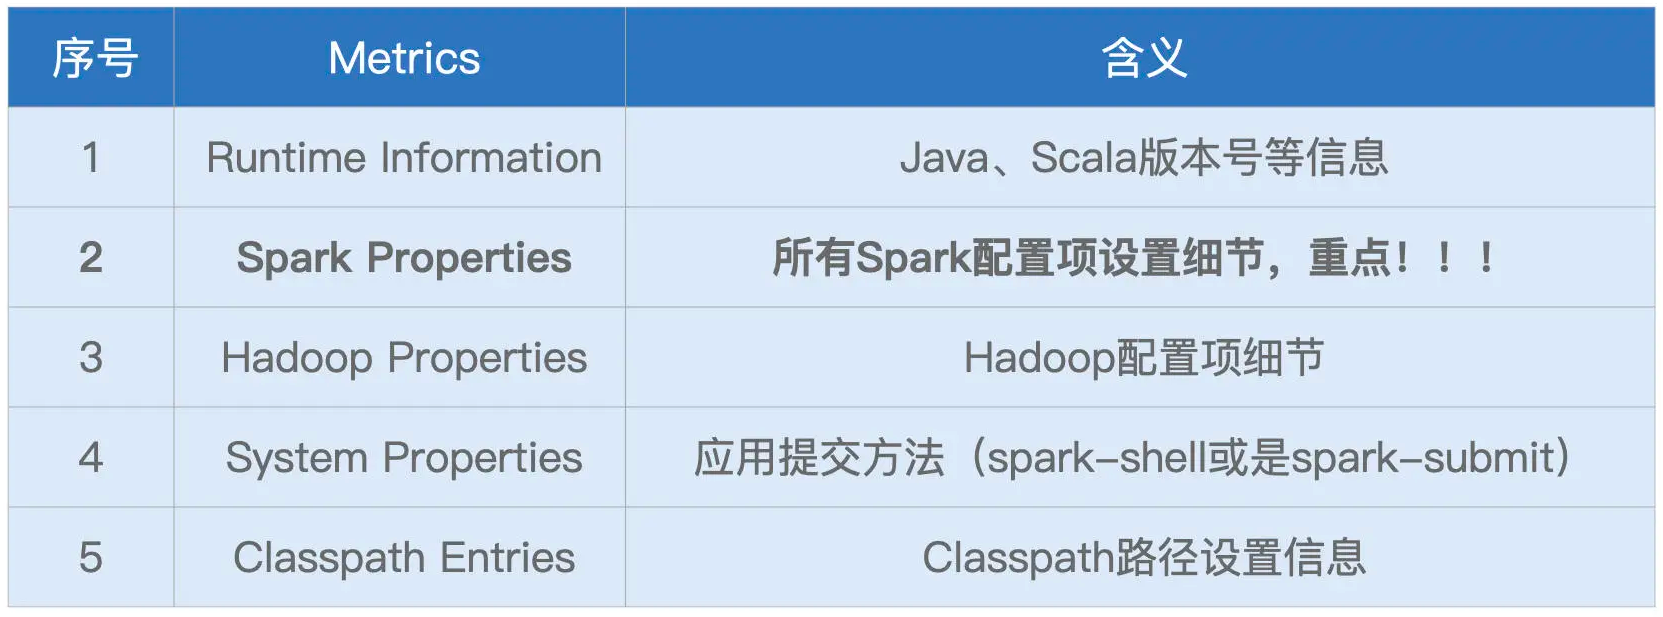 序号 Metrics 含义
1 Runtime Information Java、Scala版本号等信息
2 Spark Properties 所有Spark配置项设置细节，重点！！！
3 Hadoop Properties Hadoop配置项细节
4 System Properties 应用提交方法（spark-shell或是spark-submit）
5 Classpath Entries Classpath路径设置信息